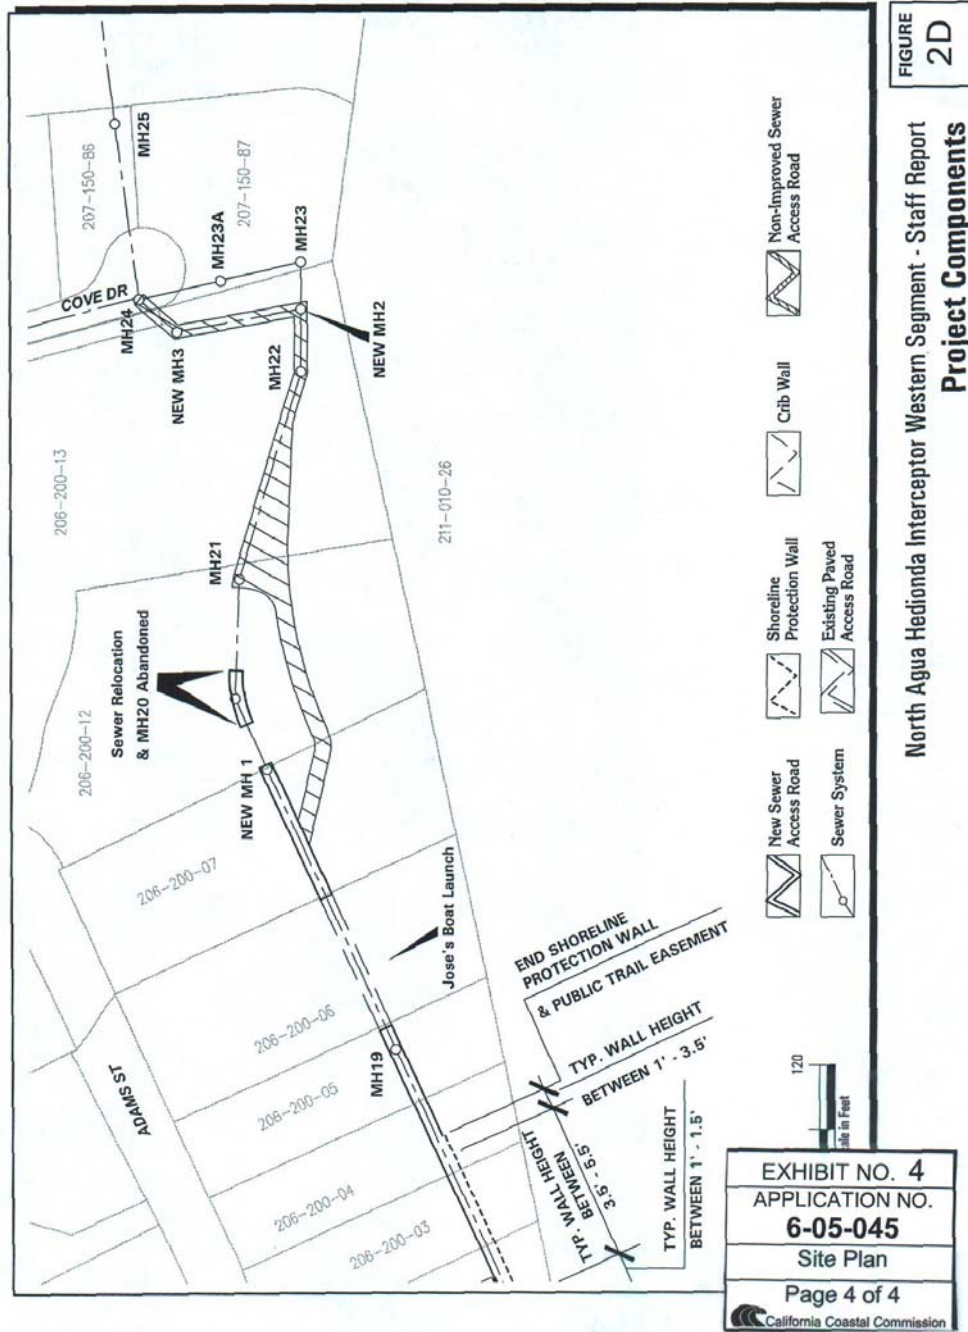 FIGURE
2D
North Agua Hedionda Interceptor Western Segment - Staff Report
Project Components
MH25
207-150-86
207-150-87
MH23A
MH23
COVE DR
MH24
NEW MH3
NEW MH2
MH22
206-200-13
211-010-26
MH21
Sewer Relocation
& MH20 Abandoned
206-200-12
NEW MH 1
206-200-07
Jose's Boat Launch
206-200-06
MH19
ADAMS ST
206-200-05
206-200-04
206-200-03
END SHORELINE
PROTECTION WALL
& PUBLIC TRAIL EASEMENT
TYP. WALL HEIGHT
BETWEEN 1' - 3.5'
TYP. WALL HEIGHT
BETWEEN
3.5' - 5.5'
TYP. WALL HEIGHT
BETWEEN 1' - 1.5'
New Sewer
Access Road
Shoreline
Protection Wall
Crib Wall
Non-Improved Sewer
Access Road
Sewer System
Existing Paved
Access Road
120
in Feet
EXHIBIT NO. 4
APPLICATION NO.
6-05-045
Site Plan
Page 4 of 4
California Coastal Commission